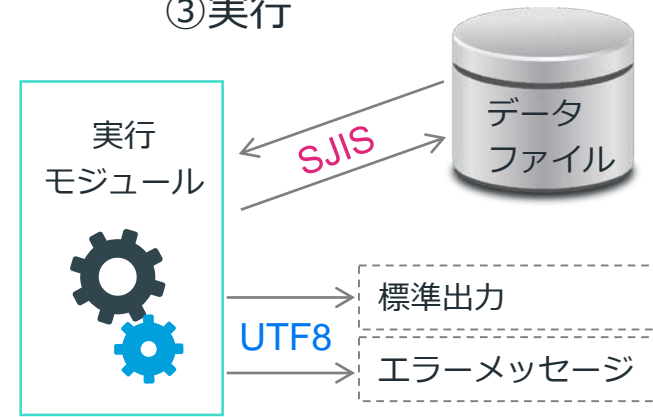 ③実行
実行
モジュール
SJIS
データ
ファイル
UTF8
標準出力
エラーメッセージ